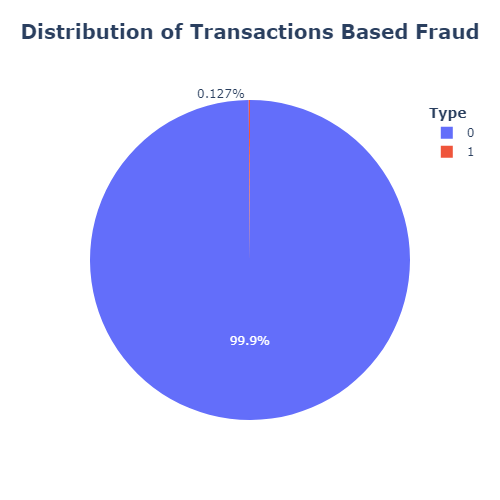 Distribution of Transactions Based Fraud
0.127%
Type
0
1
99.9%